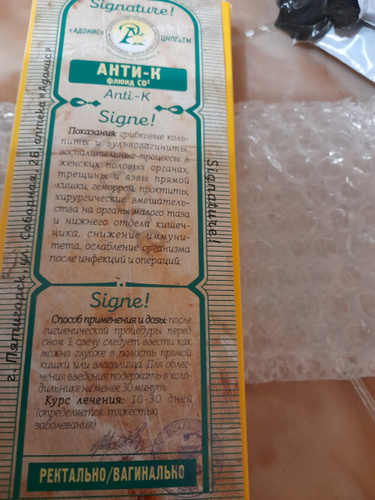 Signature!
"АДОНИС" ЦНПГиТМ
АНТИ-К
флюид CO²
Anti-K
Signe!
Показания: грибковые коль-
питы и вульвовагиниты,
воспалительные процессы в
женских половых органах,
трещины и язвы прямой
кишки, геморрой, проктиты,
хирургические вмешатель-
ства на органы малого таза
и нижнего отдела кишеч-
ника, снижение иммуни-
тета, ослабление организма
после инфекций и операций.
Signe!
Способ применения и дозы: после
гигиенической процедуры перед
сном 1 свечу следует ввести как
можно глубже в полость прямой
кишки или влагалища. Для облег-
чения введения подержать в холо-
дильнике не менее 30 минут.
Курс лечения: 10-30 дней
(определяется тяжестью
заболевания)
РЕКТАЛЬНО/ВАГИНАЛЬНО
г. Пятигорск, ул. Соборная, 2Б, аптека "Адонис"
Signature!